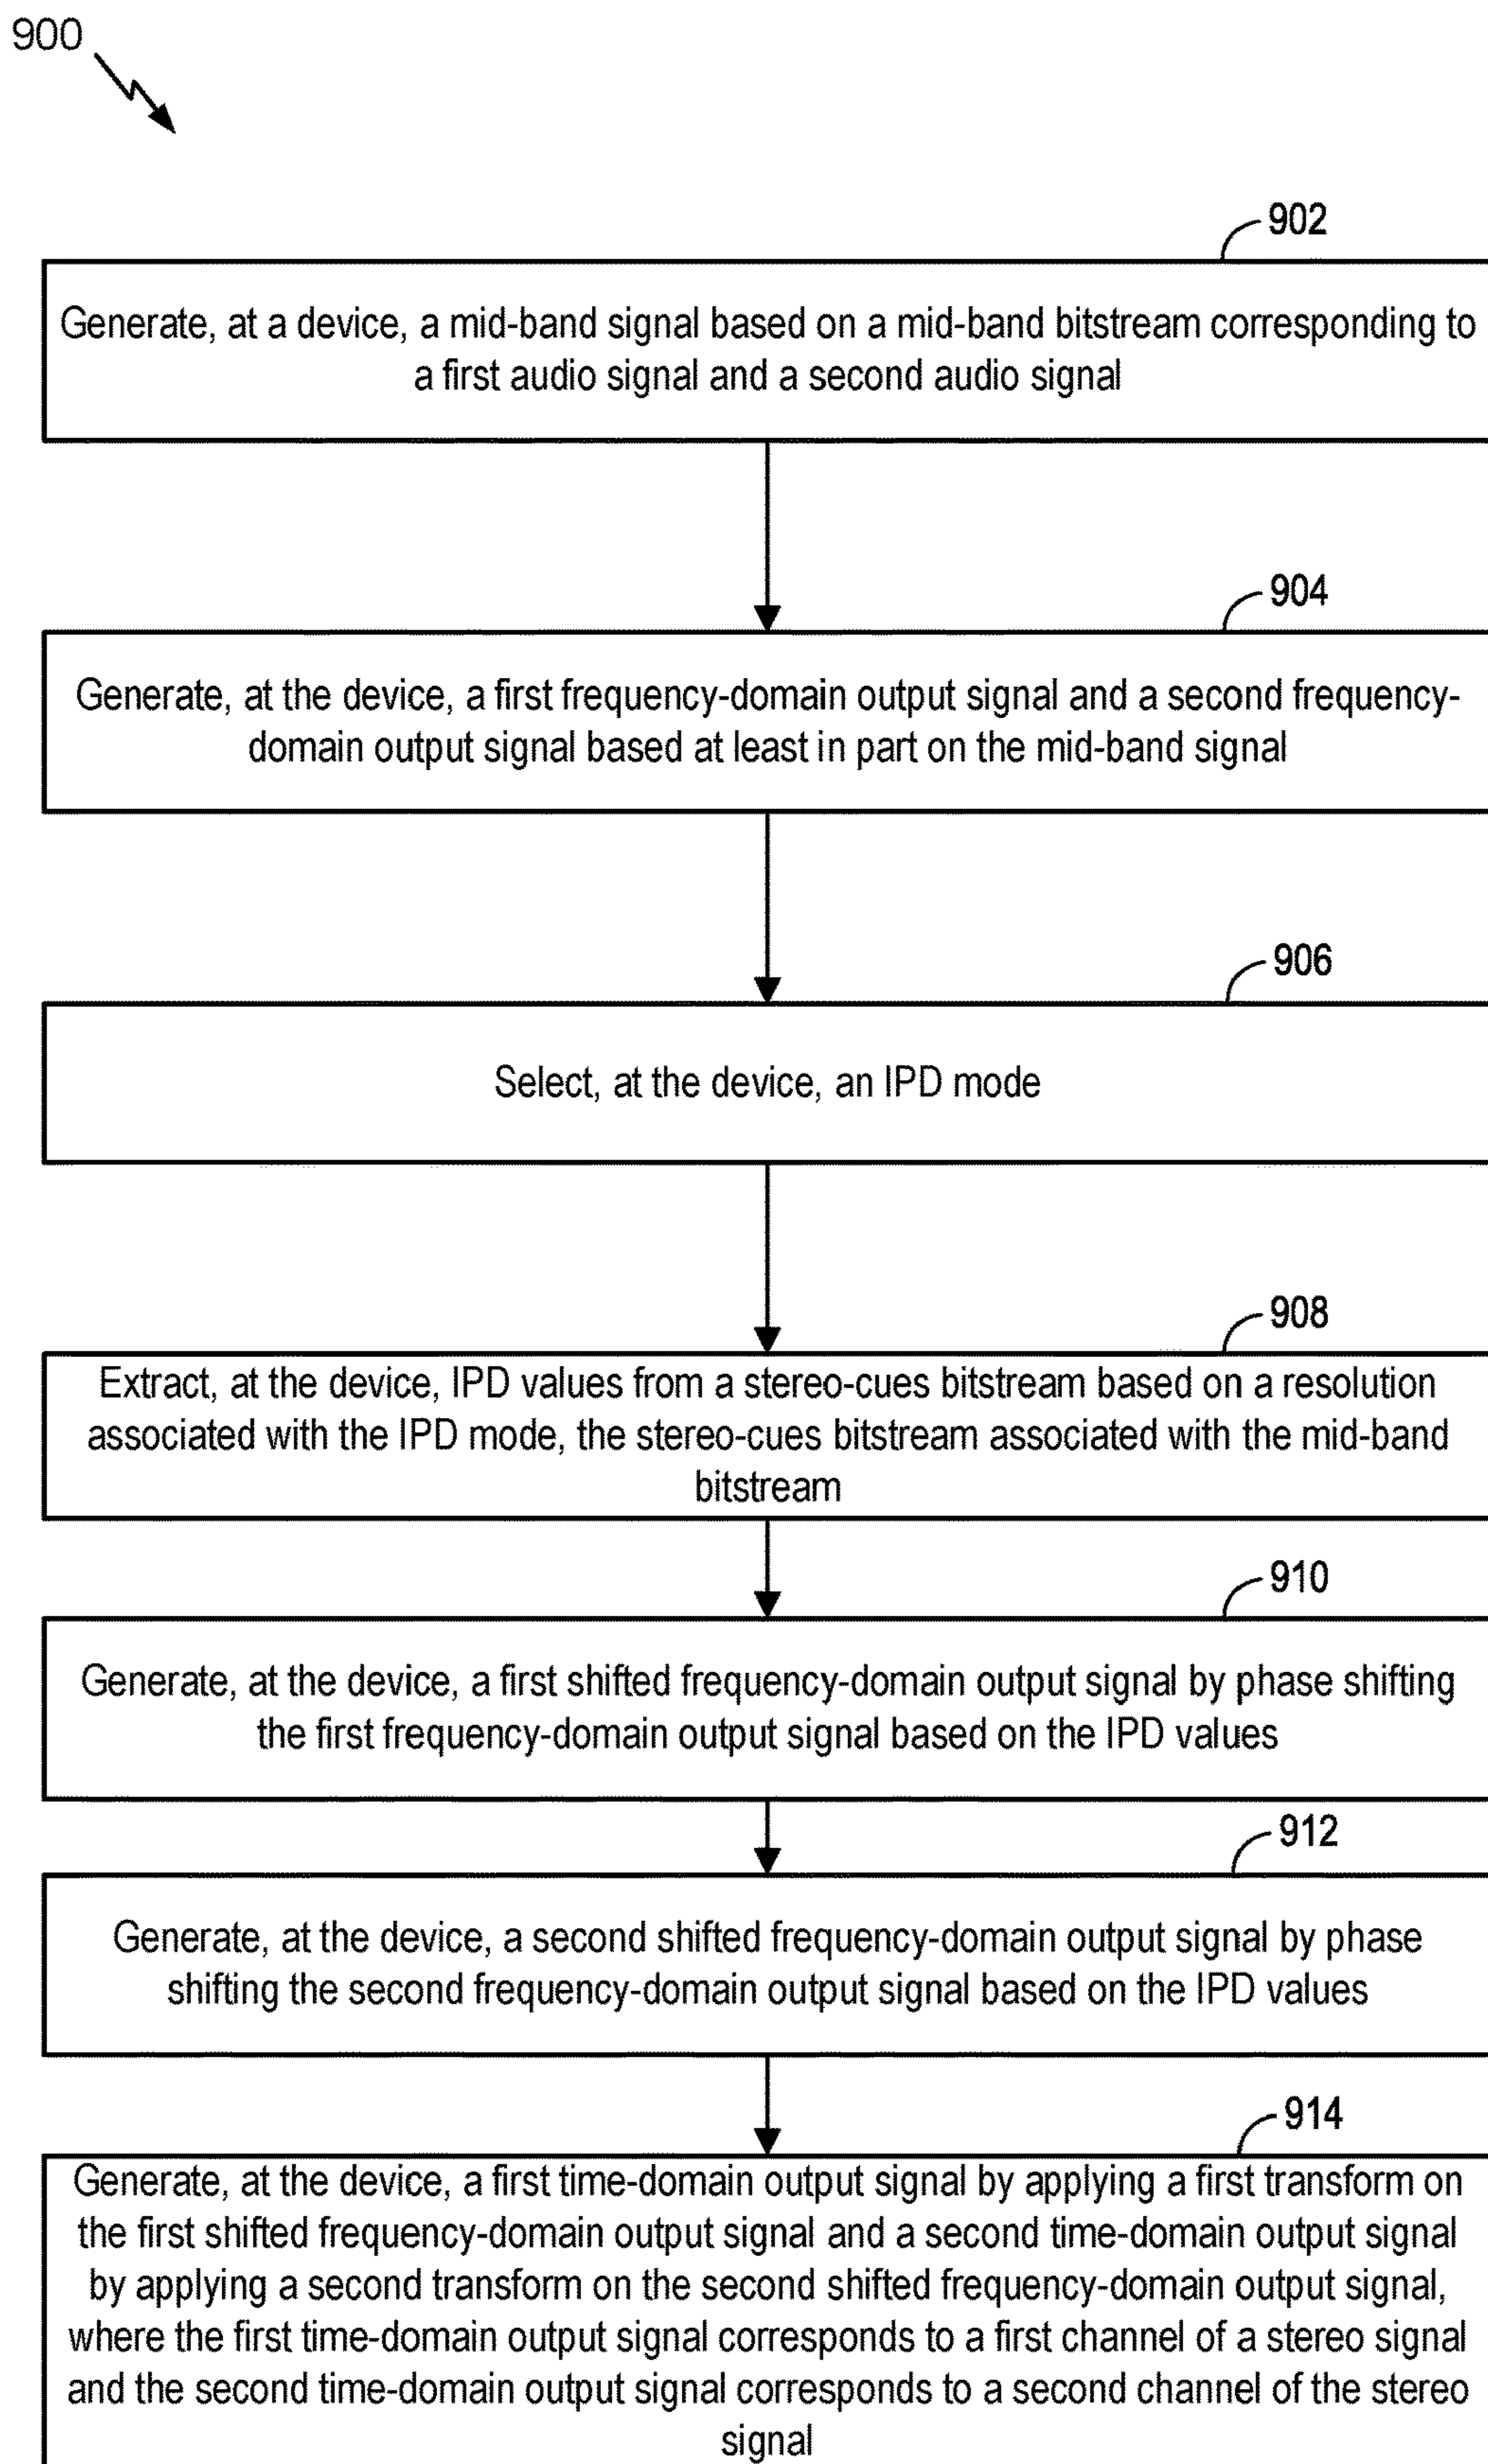 900
902
Generate, at a device, a mid-band signal based on a mid-band bitstream corresponding to
a first audio signal and a second audio signal
904
Generate, at the device, a first frequency-domain output signal and a second frequency-
domain output signal based at least in part on the mid-band signal
906
Select, at the device, an IPD mode
908
Extract, at the device, IPD values from a stereo-cues bitstream based on a resolution
associated with the IPD mode, the stereo-cues bitstream associated with the mid-band
bitstream
910
Generate, at the device, a first shifted frequency-domain output signal by phase shifting
the first frequency-domain output signal based on the IPD values
912
Generate, at the device, a second shifted frequency-domain output signal by phase
shifting the second frequency-domain output signal based on the IPD values
914
Generate, at the device, a first time-domain output signal by applying a first transform on
the first shifted frequency-domain output signal and a second time-domain output signal
by applying a second transform on the second shifted frequency-domain output signal,
where the first time-domain output signal corresponds to a first channel of a stereo signal
and the second time-domain output signal corresponds to a second channel of the stereo
signal